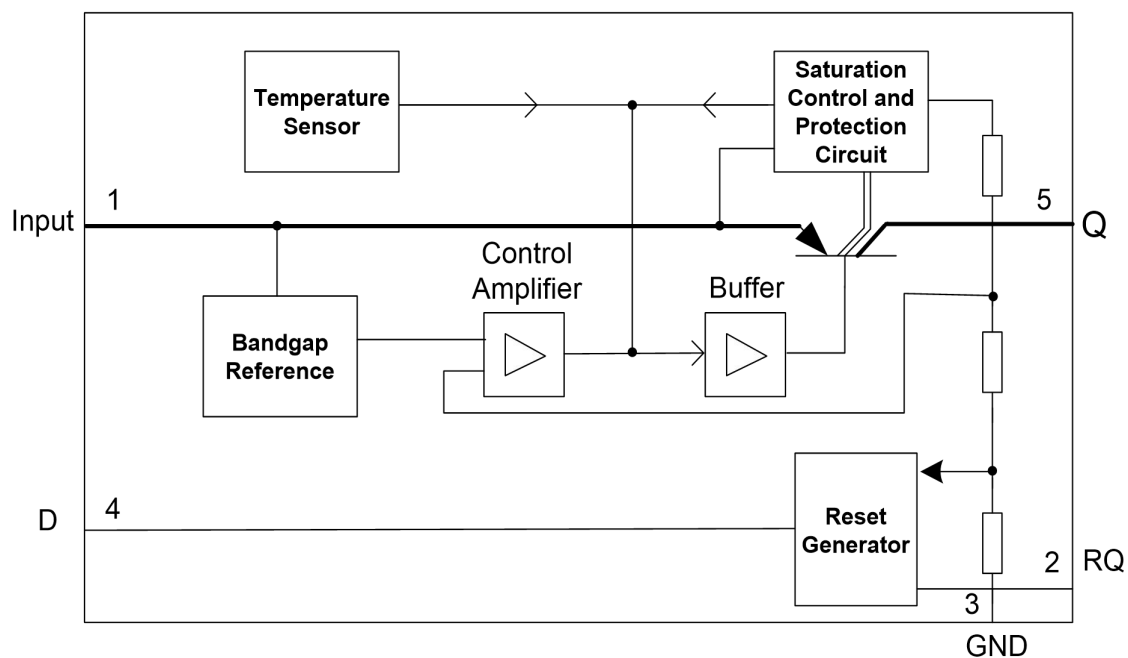 Temperature
Sensor
Saturation
Control and
Protection
Circuit
Input
1
5
Q
Control
Amplifier
Buffer
Bandgap
Reference
D
4
Reset
Generator
2
RQ
3
GND